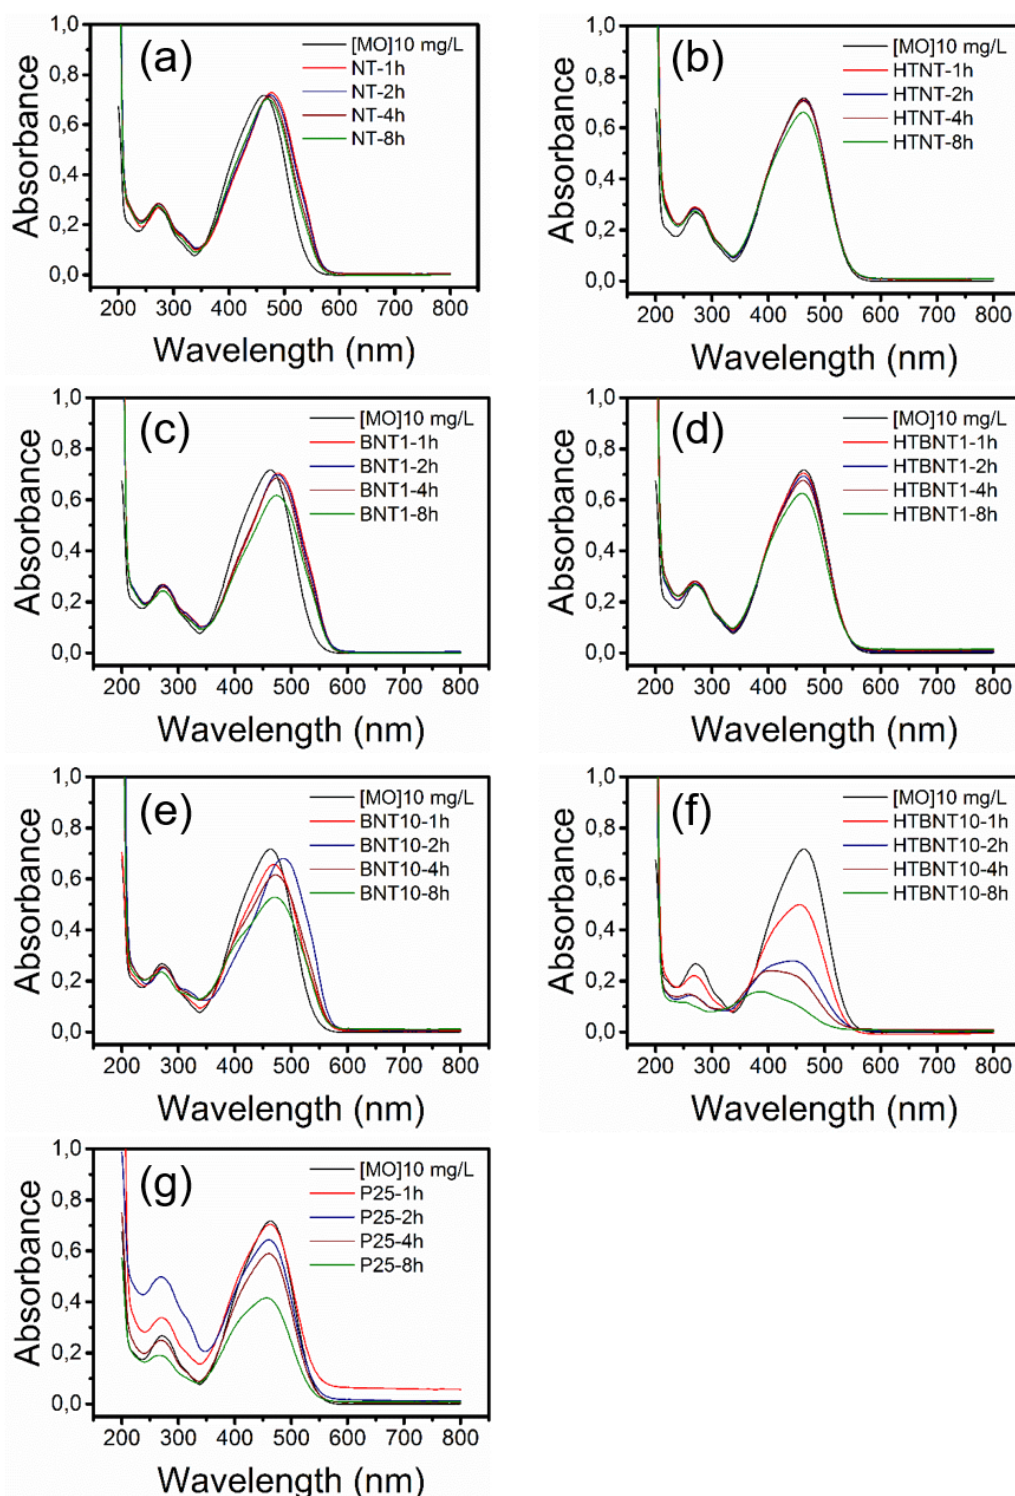 (a)
[MO]10 mg/L
NT-1h
NT-2h
NT-4h
NT-8h
Absorbance
1,0
0,8
0,6
0,4
0,2
0,0
200 300 400 500 600 700 800
Wavelength (nm)
(b)
[MO]10 mg/L
HTNT-1h
HTNT-2h
HTNT-4h
HTNT-8h
Absorbance
1,0
0,8
0,6
0,4
0,2
0,0
200 300 400 500 600 700 800
Wavelength (nm)
(c)
[MO]10 mg/L
BNT1-1h
BNT1-2h
BNT1-4h
BNT1-8h
Absorbance
1,0
0,8
0,6
0,4
0,2
0,0
200 300 400 500 600 700 800
Wavelength (nm)
(d)
[MO]10 mg/L
HTBNT1-1h
HTBNT1-2h
HTBNT1-4h
HTBNT1-8h
Absorbance
1,0
0,8
0,6
0,4
0,2
0,0
200 300 400 500 600 700 800
Wavelength (nm)
(e)
[MO]10 mg/L
BNT10-1h
BNT10-2h
BNT10-4h
BNT10-8h
Absorbance
1,0
0,8
0,6
0,4
0,2
0,0
200 300 400 500 600 700 800
Wavelength (nm)
(f)
[MO]10 mg/L
HTBNT10-1h
HTBNT10-2h
HTBNT10-4h
HTBNT10-8h
Absorbance
1,0
0,8
0,6
0,4
0,2
0,0
200 300 400 500 600 700 800
Wavelength (nm)
(g)
[MO]10 mg/L
P25-1h
P25-2h
P25-4h
P25-8h
Absorbance
1,0
0,8
0,6
0,4
0,2
0,0
200 300 400 500 600 700 800
Wavelength (nm)